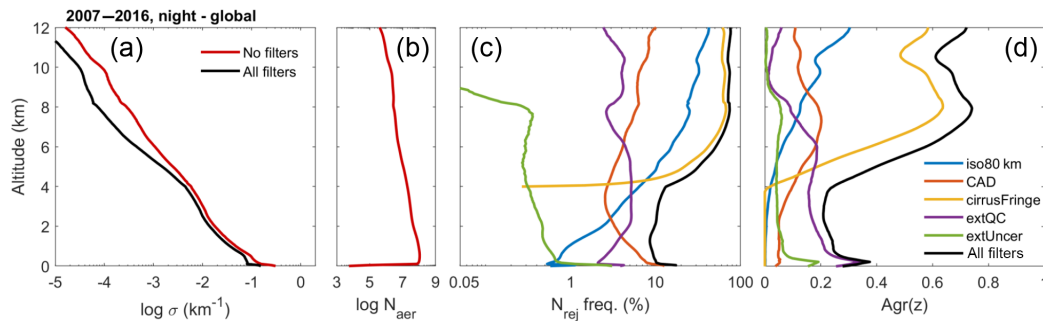 2007—2016, night - global
(a)
No filters
All filters
(b)
(c)
(d)
iso80 km
CAD
cirrusFringe
extQC
extUncer
All filters
Altitude (km)
12
10
8
6
4
2
0
-5 -4 -3 -2 -1 0
log σ (km⁻¹)
3 5 7 9
log N_aer
0.05 1 10 100
N_rej freq. (%)
0 0.2 0.4 0.6 0.8 1
Agr(z)